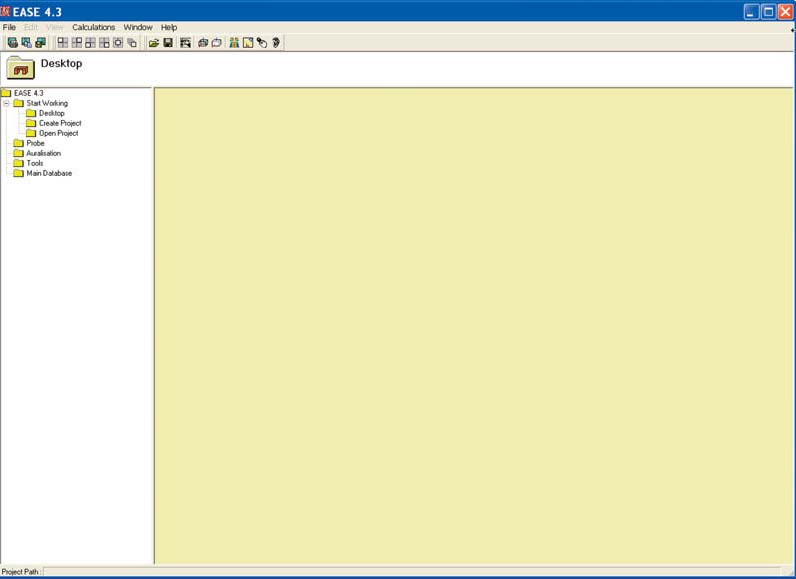 EASE 4.3
File Edit View Calculations Window Help
Desktop
EASE 4.3
Start Working
Desktop
Create Project
Open Project
Probe
Auralisation
Tools
Main Database
Project Path :